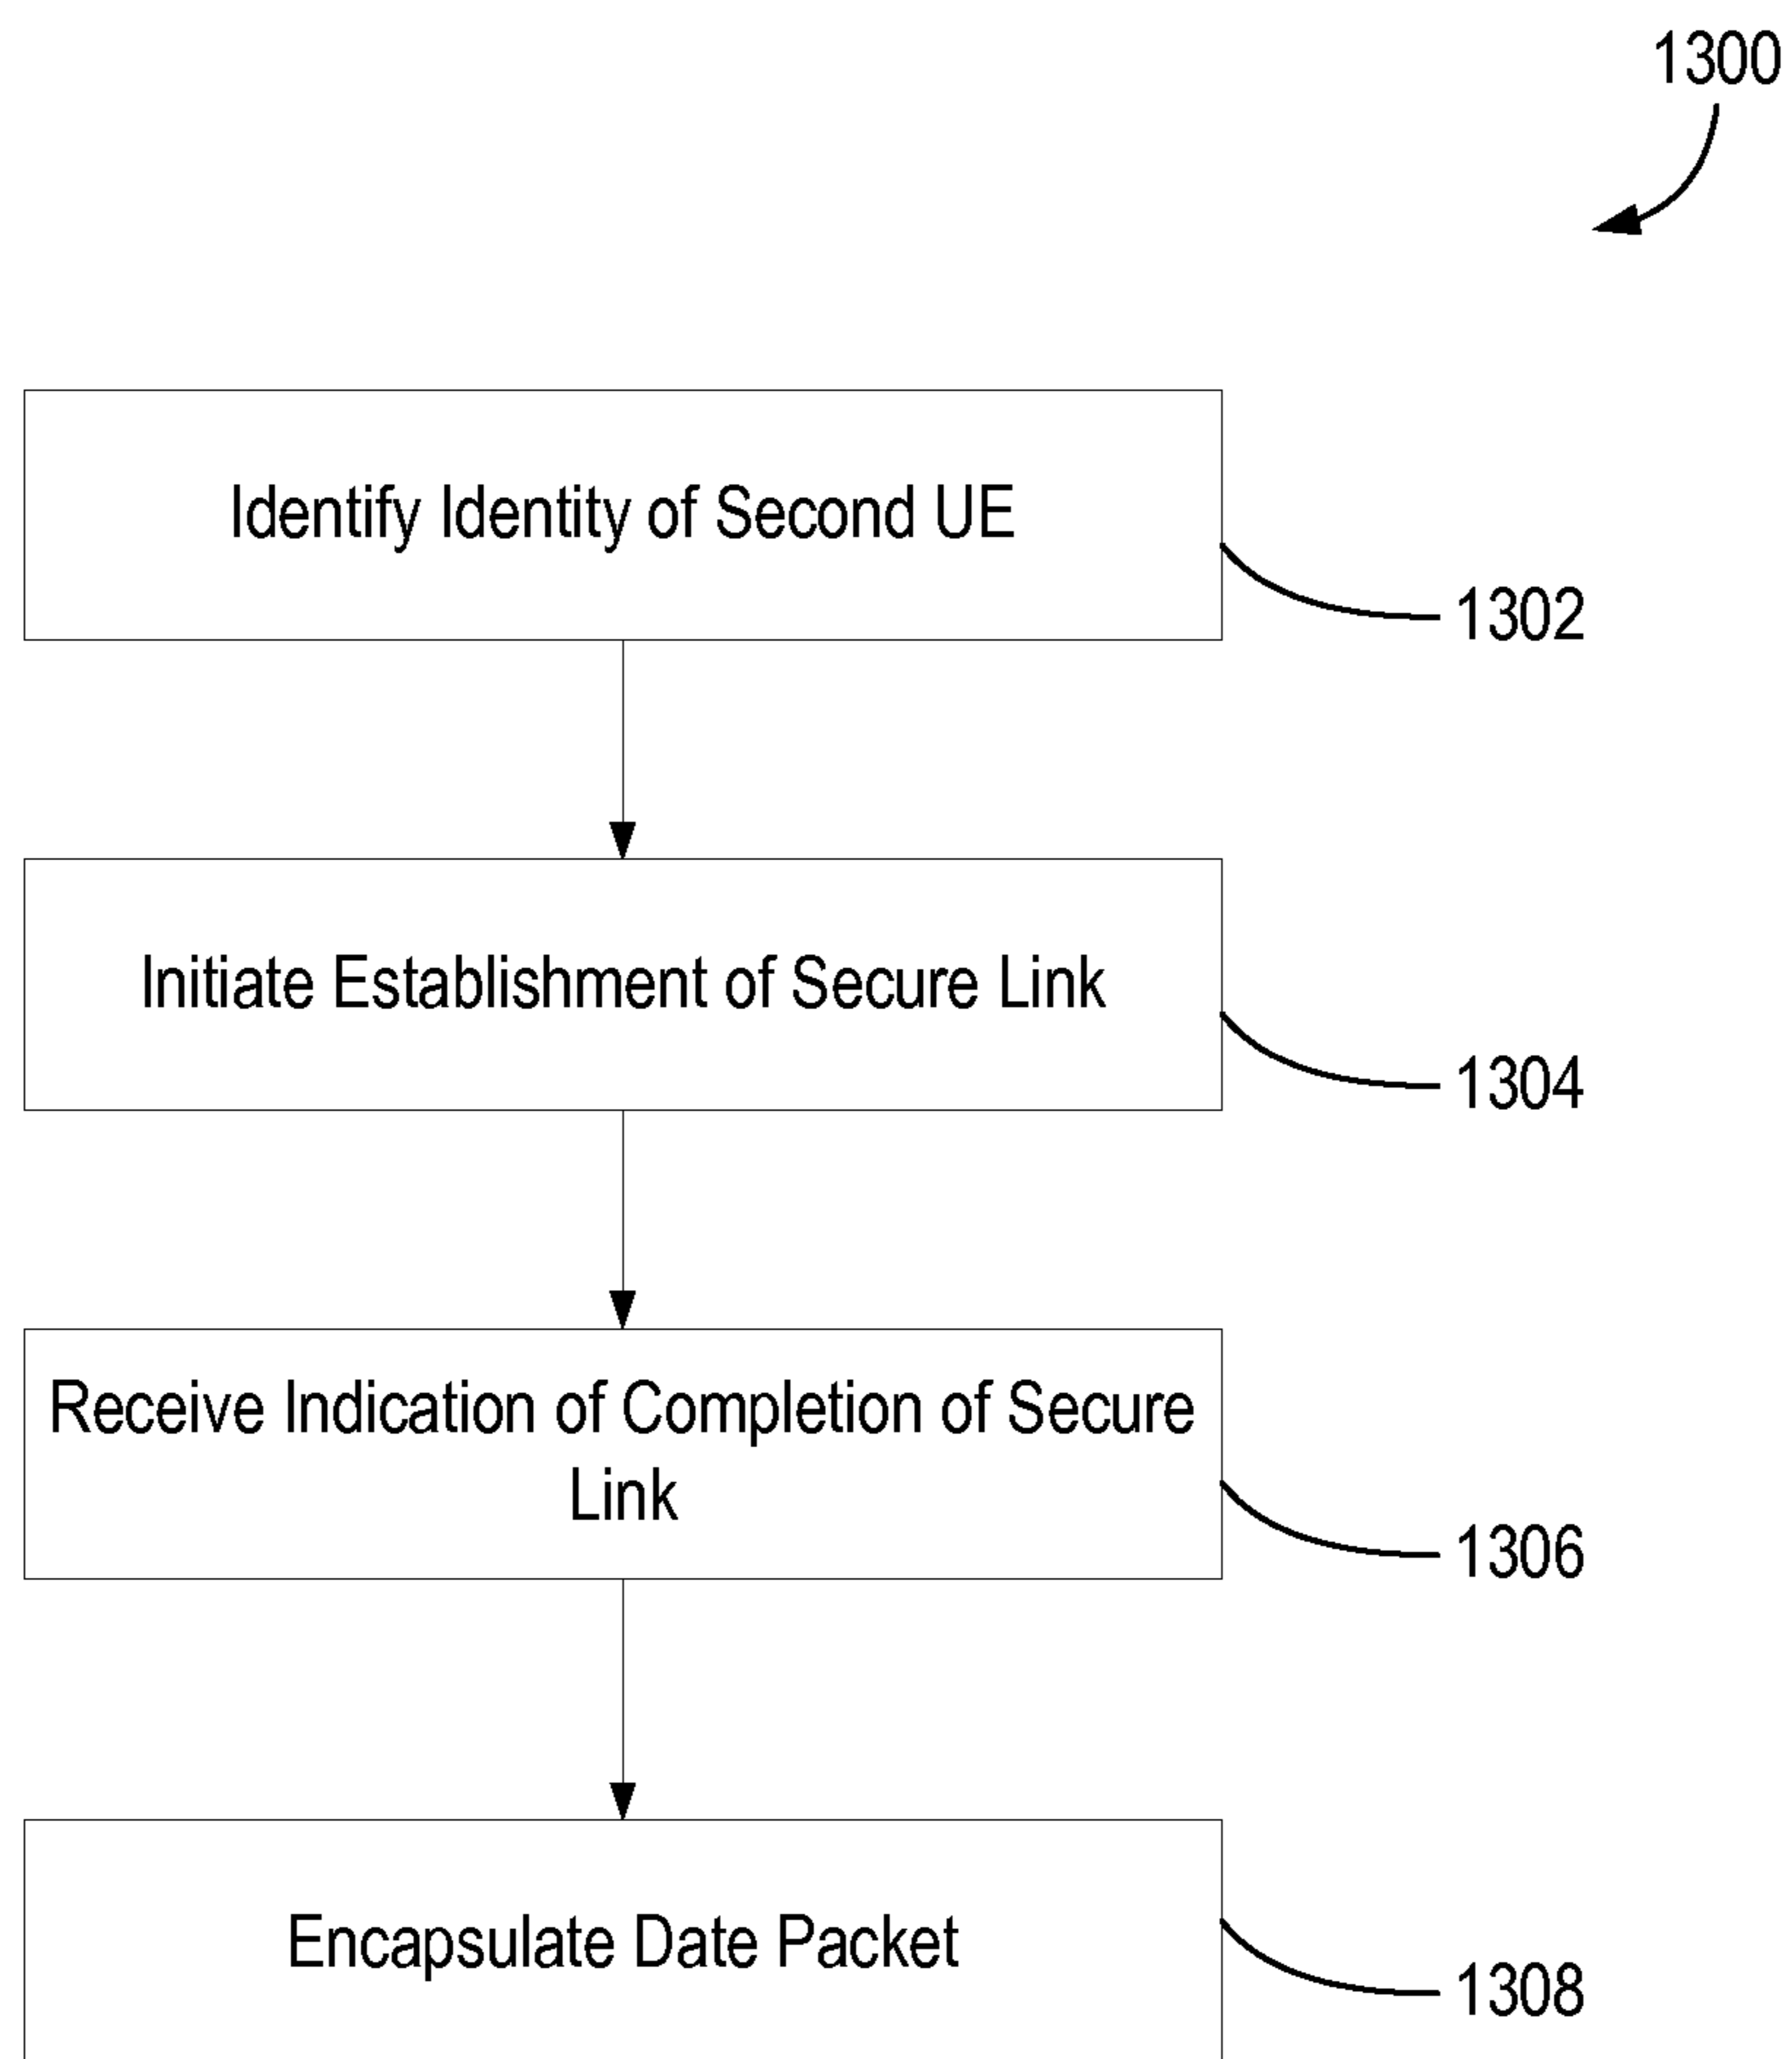 1300
Identify Identity of Second UE
1302
Initiate Establishment of Secure Link
1304
Receive Indication of Completion of Secure
Link
1306
Encapsulate Date Packet
1308